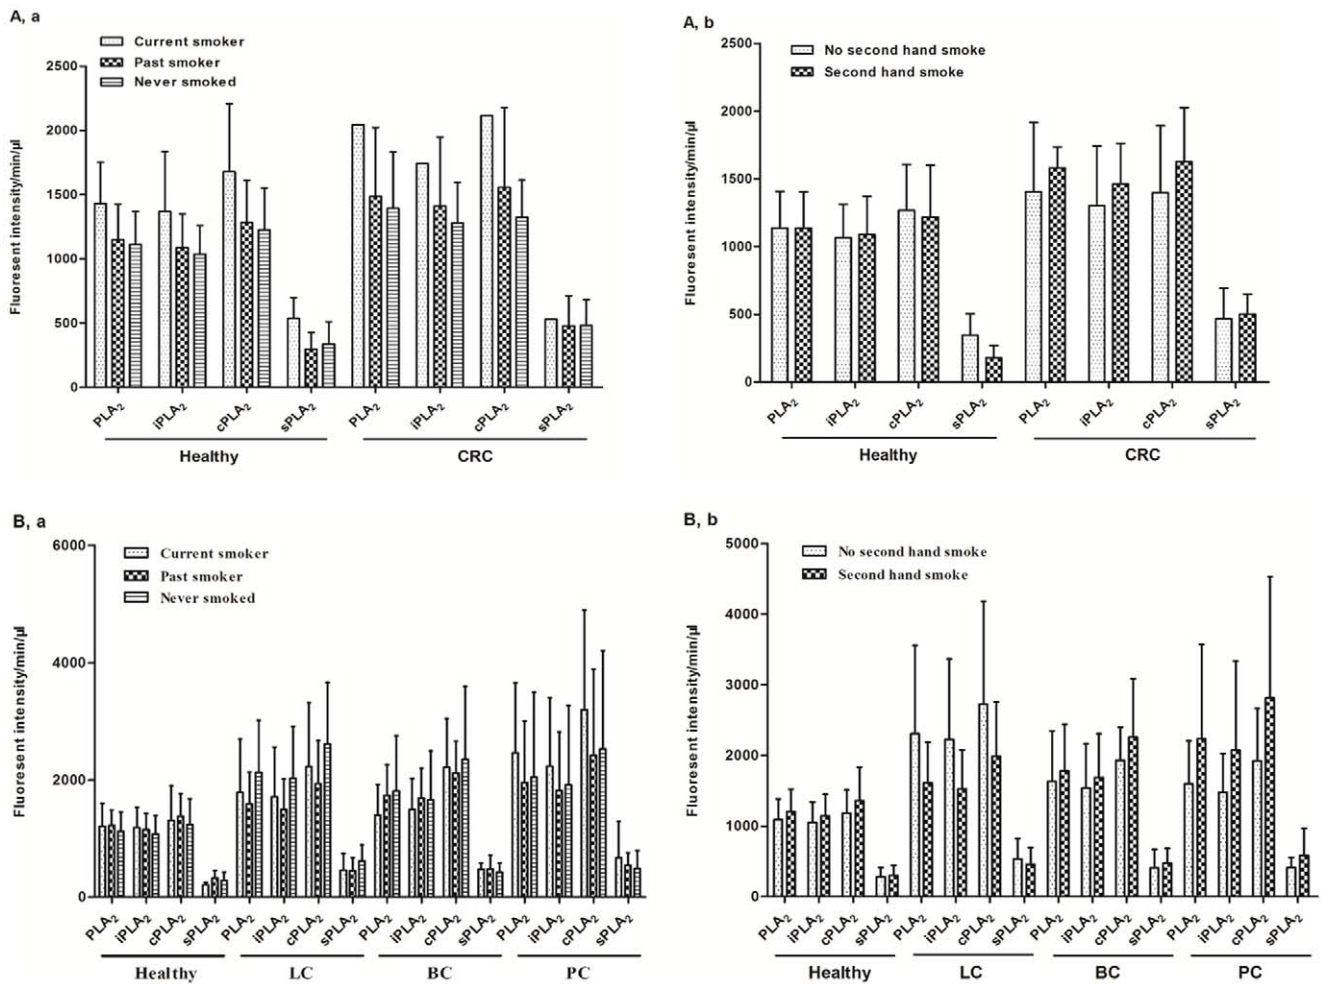 A, a
Current smoker
Past smoker
Never smoked
2500
2000
1500
1000
500
0
Fluoresent intensity/min/µl
PLA₂ iPLA₂ cPLA₂ sPLA₂ PLA₂ iPLA₂ cPLA₂ sPLA₂
Healthy CRC
A, b
No second hand smoke
Second hand smoke
2500
2000
1500
1000
500
0
Fluoresent intensity/min/µl
PLA₂ iPLA₂ cPLA₂ sPLA₂ PLA₂ iPLA₂ cPLA₂ sPLA₂
Healthy CRC
B, a
Current smoker
Past smoker
Never smoked
6000
4000
2000
0
Fluoresent intensity/min/µl
PLA₂ iPLA₂ cPLA₂ sPLA₂ PLA₂ iPLA₂ cPLA₂ sPLA₂ PLA₂ iPLA₂ cPLA₂ sPLA₂ PLA₂ iPLA₂ cPLA₂ sPLA₂
Healthy LC BC PC
B, b
No second hand smoke
Second hand smoke
5000
4000
3000
2000
1000
0
Fluoresent intensity/min/µl
PLA₂ iPLA₂ cPLA₂ sPLA₂ PLA₂ iPLA₂ cPLA₂ sPLA₂ PLA₂ iPLA₂ cPLA₂ sPLA₂ PLA₂ iPLA₂ cPLA₂ sPLA₂
Healthy LC BC PC